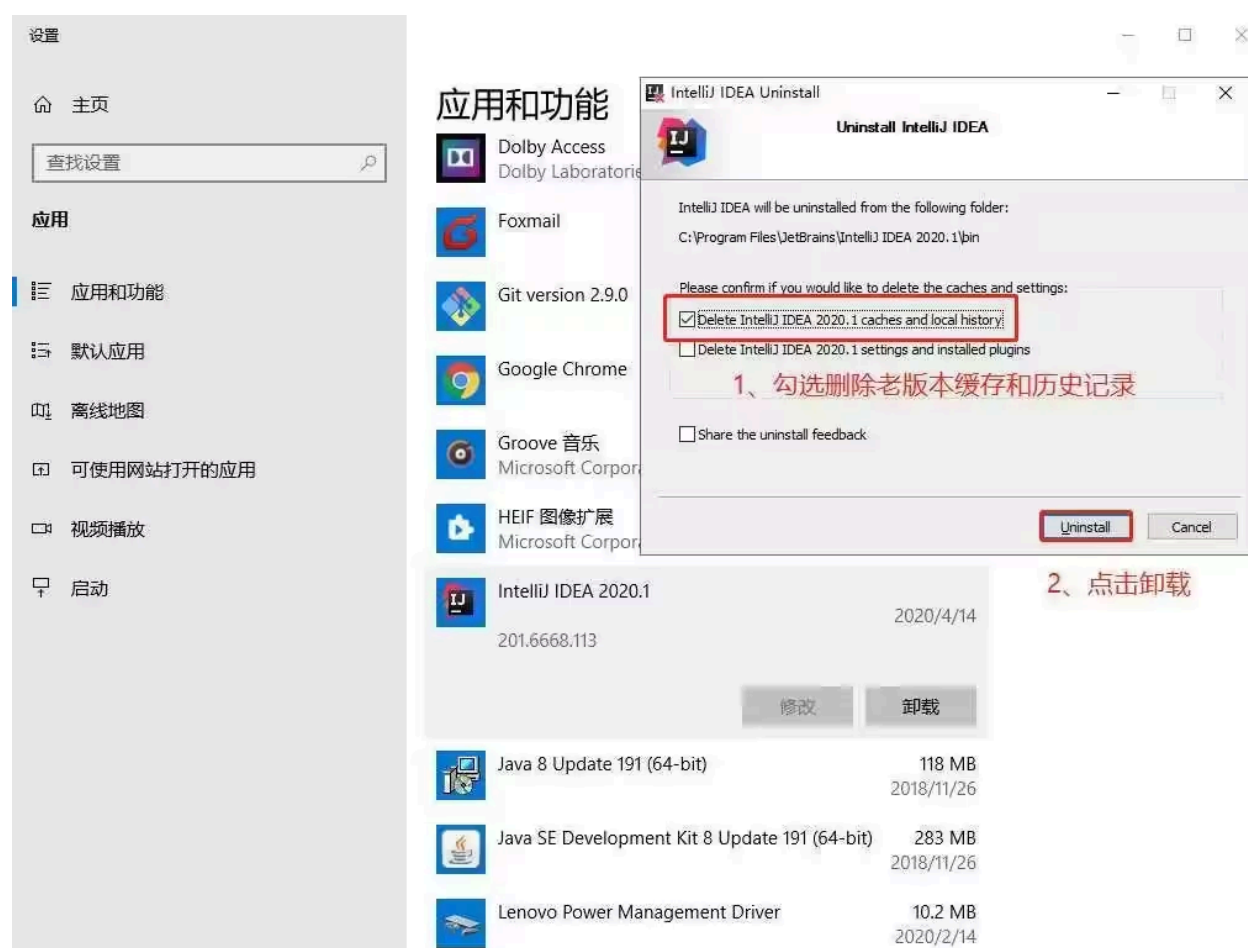 设置
主页
查找设置
应用
应用和功能
默认应用
离线地图
可使用网站打开的应用
视频播放
启动
应用和功能
Dolby Access
Dolby Laboratorie
Foxmail
Git version 2.9.0
Google Chrome
Groove 音乐
Microsoft Corpora
HEIF 图像扩展
Microsoft Corpora
IntelliJ IDEA 2020.1
2020/4/14
201.6668.113
修改
卸载
Java 8 Update 191 (64-bit)
118 MB
2018/11/26
Java SE Development Kit 8 Update 191 (64-bit)
283 MB
2018/11/26
Lenovo Power Management Driver
10.2 MB
2020/2/14
IntelliJ IDEA Uninstall
Uninstall IntelliJ IDEA
IntelliJ IDEA will be uninstalled from the following folder:
C:\Program Files\JetBrains\IntelliJ IDEA 2020.1\bin
Please confirm if you would like to delete the caches and settings:
Delete IntelliJ IDEA 2020.1 caches and local history
Delete IntelliJ IDEA 2020.1 settings and installed plugins
1、勾选删除老版本缓存和历史记录
Share the uninstall feedback
Uninstall
Cancel
2、点击卸载